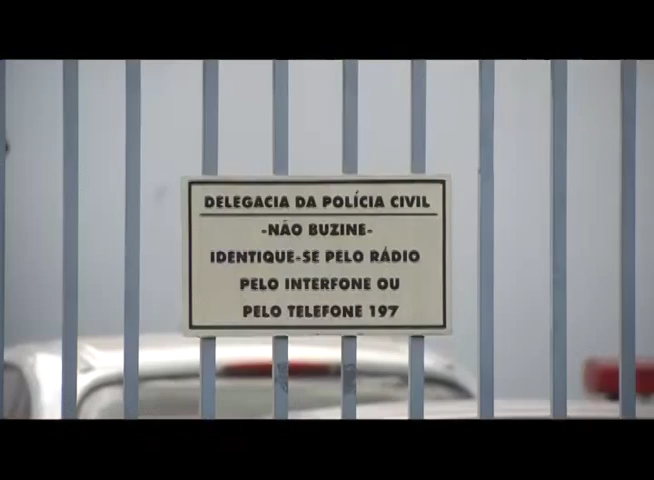 DELEGACIA DA POLÍCIA CIVIL
-NÃO BUZINE-
IDENTIQUE-SE PELO RÁDIO
PELO INTERFONE OU
PELO TELEFONE 197